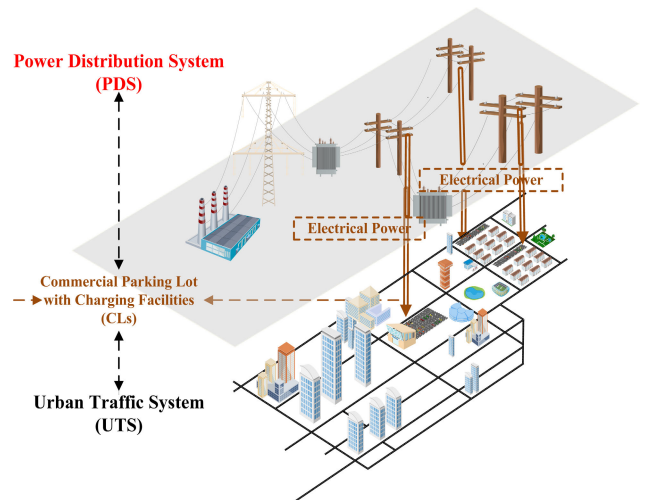 Power Distribution System
(PDS)
Electrical Power
Electrical Power
Commercial Parking Lot
with Charging Facilities
(CLs)
Urban Traffic System
(UTS)